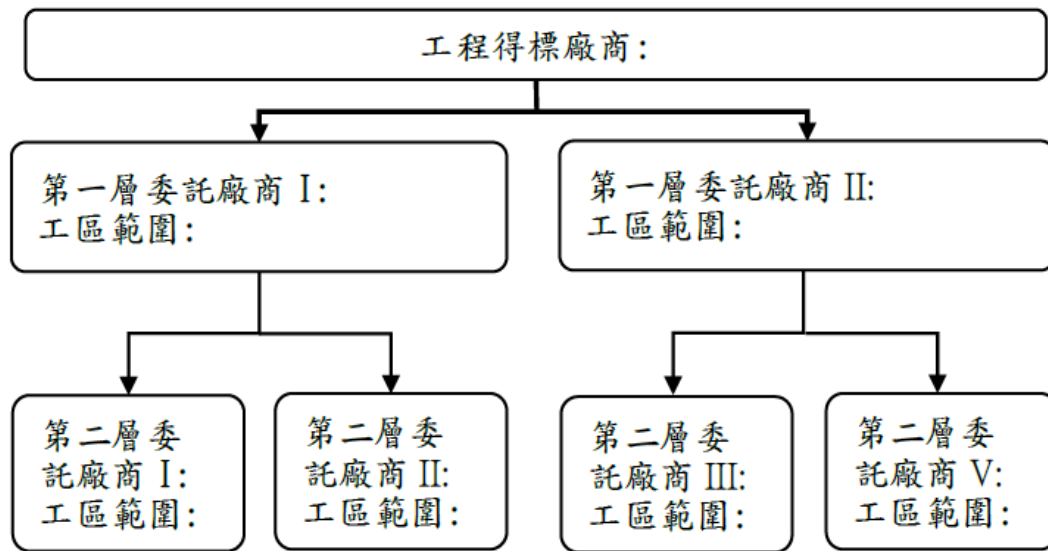 工程得標廠商:
第一層委託廠商 I:
工區範圍:
第一層委託廠商 II:
工區範圍:
第二層委
託廠商 I:
工區範圍:
第二層委
託廠商 II:
工區範圍:
第二層委
託廠商 III:
工區範圍:
第二層委
託廠商 V:
工區範圍: